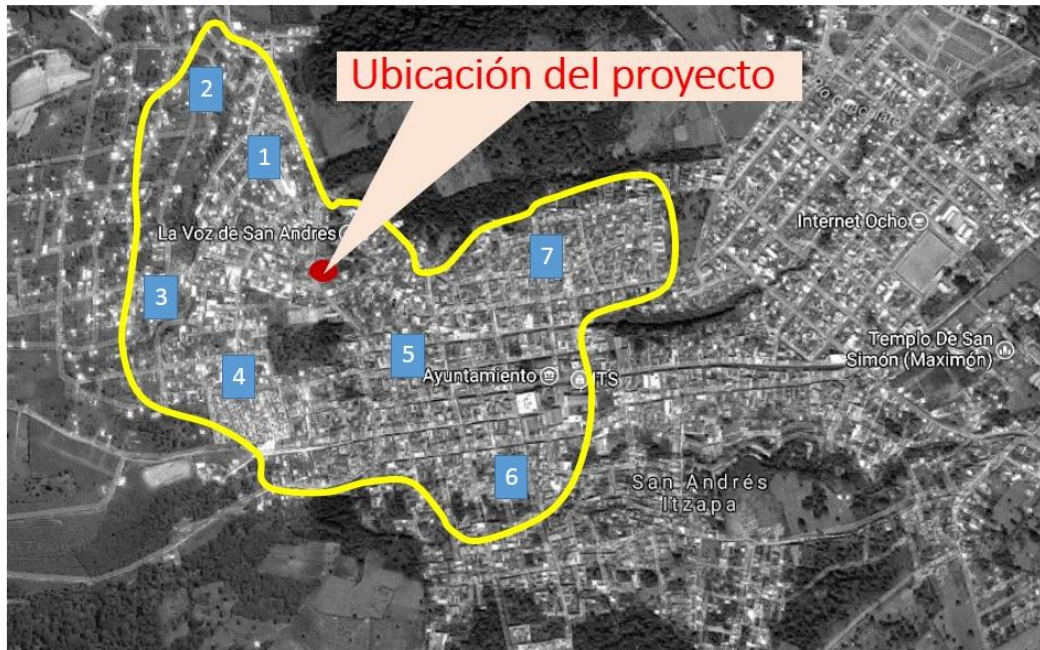 Ubicación del proyecto
2
1
La Voz de San Andres
Internet Ocho
7
3
Templo De San
Simón (Maximón)
5
4
Ayuntamiento
ITS
6
San Andrés
Itzapa